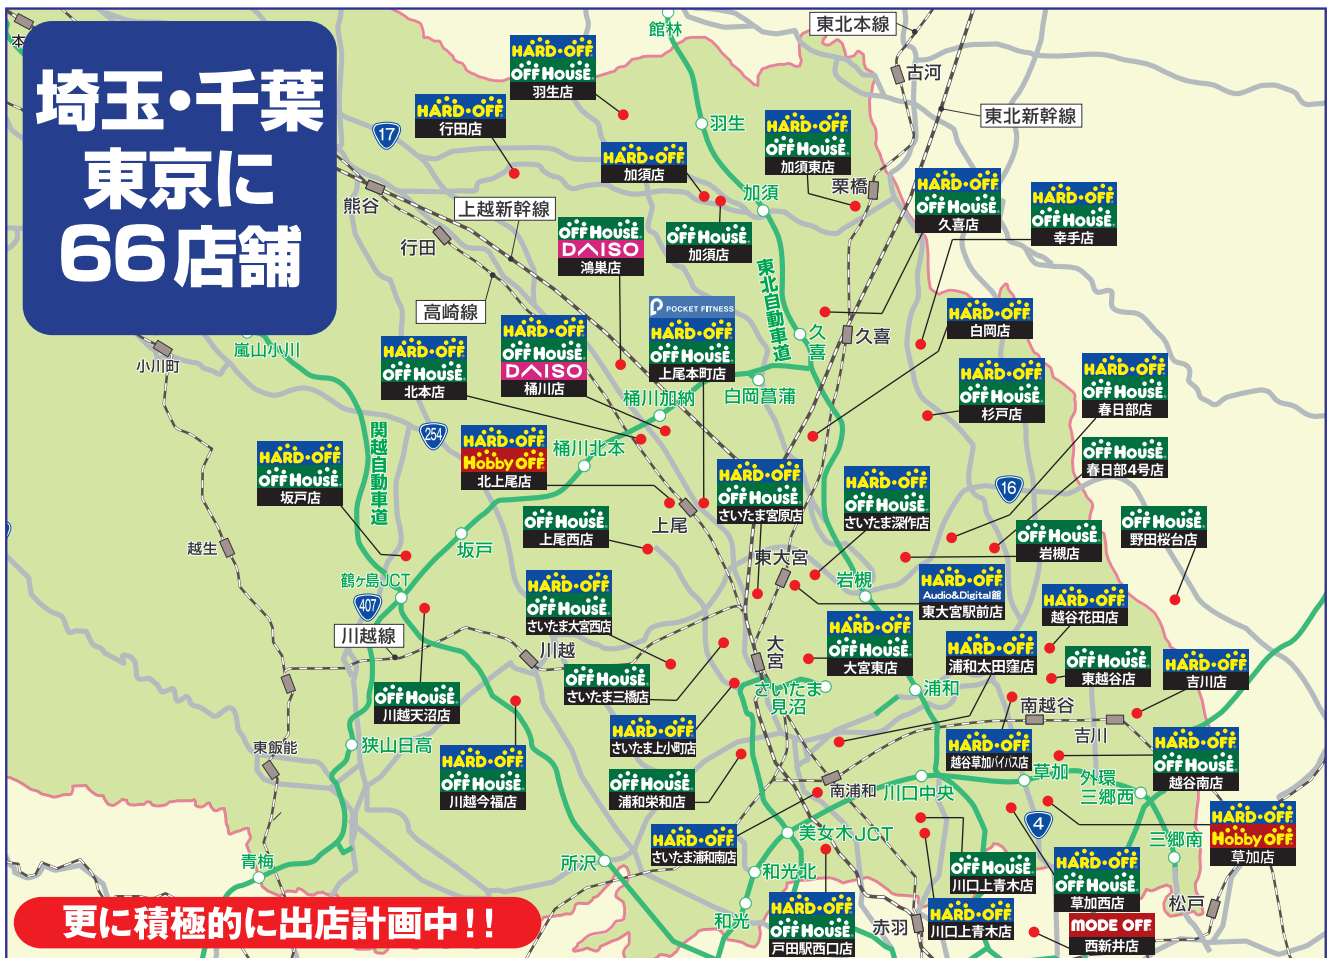 埼玉・千葉
東京に
66店舗
館林
東北本線
古河
東北新幹線
本
HARD・OFF
OFF HOUSE
羽生店
HARD・OFF
行田店
17
羽生
HARD・OFF
加須店
HARD・OFF
OFF HOUSE
加須東店
栗橋
加須
HARD・OFF
OFF HOUSE
久喜店
HARD・OFF
OFF HOUSE
幸手店
熊谷
上越新幹線
行田
OFF HOUSE
DAISO
鴻巣店
OFF HOUSE
加須店
東北自動車道
高崎線
POCKET FITNESS
HARD・OFF
OFF HOUSE
上尾本町店
HARD・OFF
OFF HOUSE
DAISO
桶川店
HARD・OFF
OFF HOUSE
北本店
久喜
久喜
HARD・OFF
白岡店
嵐山小川
小川町
HARD・OFF
OFF HOUSE
杉戸店
HARD・OFF
OFF HOUSE
春日部店
OFF HOUSE
春日部4号店
白岡菖蒲
桶川加納
桶川北本
関越自動車道
254
HARD・OFF
OFF HOUSE
坂戸店
HARD・OFF
Hobby OFF
北上尾店
HARD・OFF
OFF HOUSE
さいたま宮原店
HARD・OFF
OFF HOUSE
さいたま深作店
16
OFF HOUSE
岩槻店
OFF HOUSE
野田桜台店
OFF HOUSE
上尾西店
上尾
坂戸
越生
鶴ヶ島JCT
407
川越線
東大宮
岩槻
HARD・OFF
Audio&Digital館
東大宮駅前店
HARD・OFF
OFF HOUSE
さいたま大宮西店
HARD・OFF
越谷花田店
HARD・OFF
OFF HOUSE
大宮東店
HARD・OFF
浦和太田窪店
OFF HOUSE
東越谷店
HARD・OFF
吉川店
川越
大宮
OFF HOUSE
さいたま三橋店
OFF HOUSE
川越天沼店
さいたま
見沼
浦和
南越谷
吉川
HARD・OFF
さいたま上小町店
HARD・OFF
越谷草加バイパス店
HARD・OFF
OFF HOUSE
越谷南店
狭山日高
東飯能
HARD・OFF
OFF HOUSE
川越今福店
OFF HOUSE
浦和栄和店
南浦和
川口中央
草加
外環
三郷西
HARD・OFF
Hobby OFF
草加店
HARD・OFF
さいたま浦和南店
美女木JCT
4
三郷南
青梅
所沢
和光北
和光
OFF HOUSE
川口上青木店
HARD・OFF
OFF HOUSE
草加西店
HARD・OFF
OFF HOUSE
戸田駅西口店
赤羽
HARD・OFF
川口上青木店
MODE OFF
西新井店
松戸
更に積極的に出店計画中!!